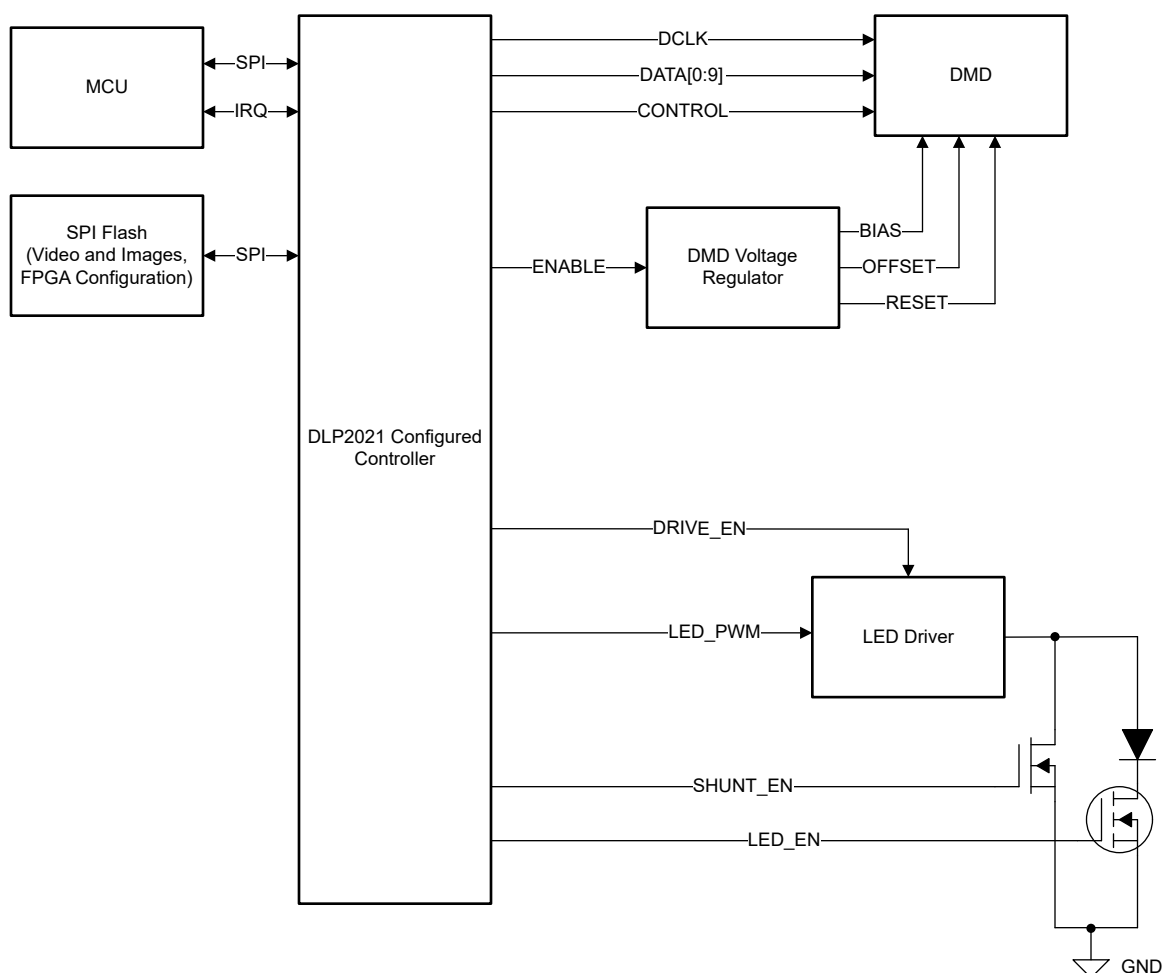 MCU
SPI
IRQ
SPI Flash
(Video and Images,
FPGA Configuration)
SPI
DLP2021 Configured
Controller
DCLK
DATA[0:9]
CONTROL
DMD
ENABLE
DMD Voltage
Regulator
BIAS
OFFSET
RESET
DRIVE_EN
LED_PWM
LED Driver
SHUNT_EN
LED_EN
GND